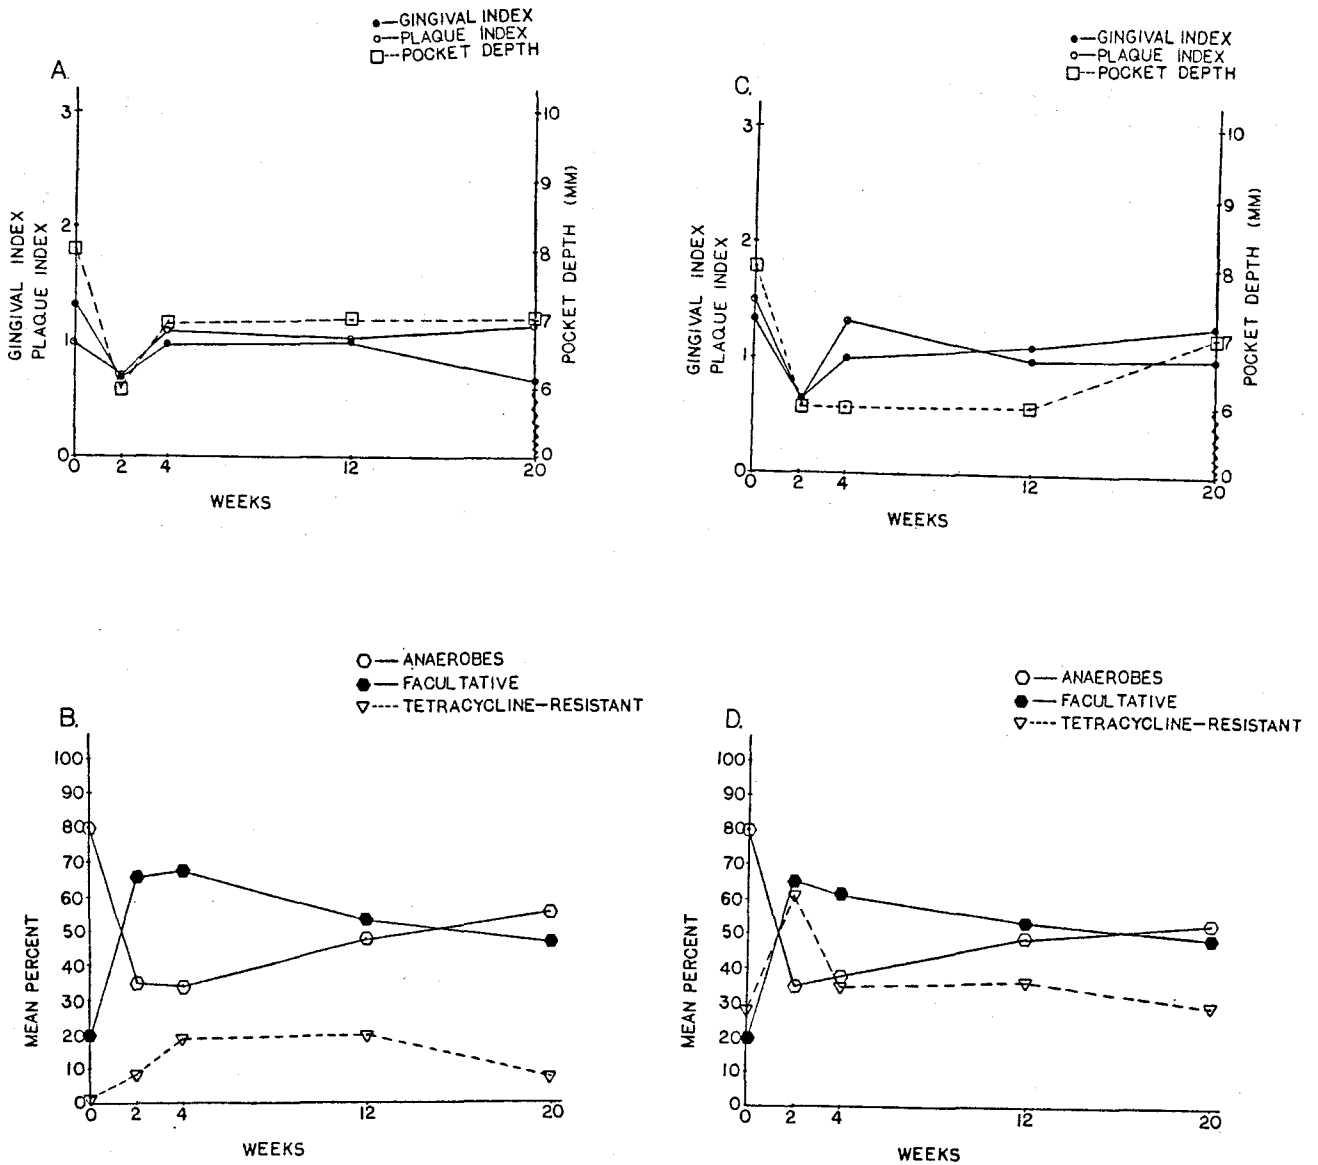 A.
GINGIVAL INDEX
PLAQUE INDEX
POCKET DEPTH
GINGIVAL INDEX
PLAQUE INDEX
3
2
1
0
10
9
8
7
6
0
POCKET DEPTH (MM)
0 2 4 12 20
WEEKS
C.
GINGIVAL INDEX
PLAQUE INDEX
POCKET DEPTH
GINGIVAL INDEX
PLAQUE INDEX
3
2
1
0
10
9
8
7
6
0
POCKET DEPTH (MM)
0 2 4 12 20
WEEKS
B.
ANAEROBES
FACULTATIVE
TETRACYCLINE-RESISTANT
MEAN PERCENT
100
90
80
70
60
50
40
30
20
10
0
0 2 4 12 20
WEEKS
D.
ANAEROBES
FACULTATIVE
TETRACYCLINE-RESISTANT
MEAN PERCENT
100
90
80
70
60
50
40
30
20
10
0
0 2 4 12 20
WEEKS